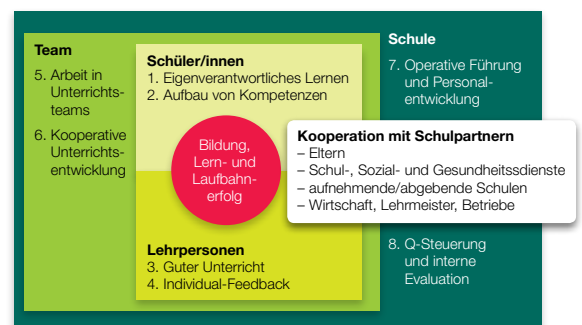 Team
5. Arbeit in
Unterrichts-
teams
6. Kooperative
Unterrichts-
entwicklung
Schüler/innen
1. Eigenverantwortliches Lernen
2. Aufbau von Kompetenzen
Bildung,
Lern- und
Laufbahn-
erfolg
Lehrpersonen
3. Guter Unterricht
4. Individual-Feedback
Schule
7. Operative Führung
und Personal-
entwicklung
Kooperation mit Schulpartnern
– Eltern
– Schul-, Sozial- und Gesundheitssdienste
– aufnehmende/abgebende Schulen
– Wirtschaft, Lehrmeister, Betriebe
8. Q-Steuerung
und interne
Evaluation